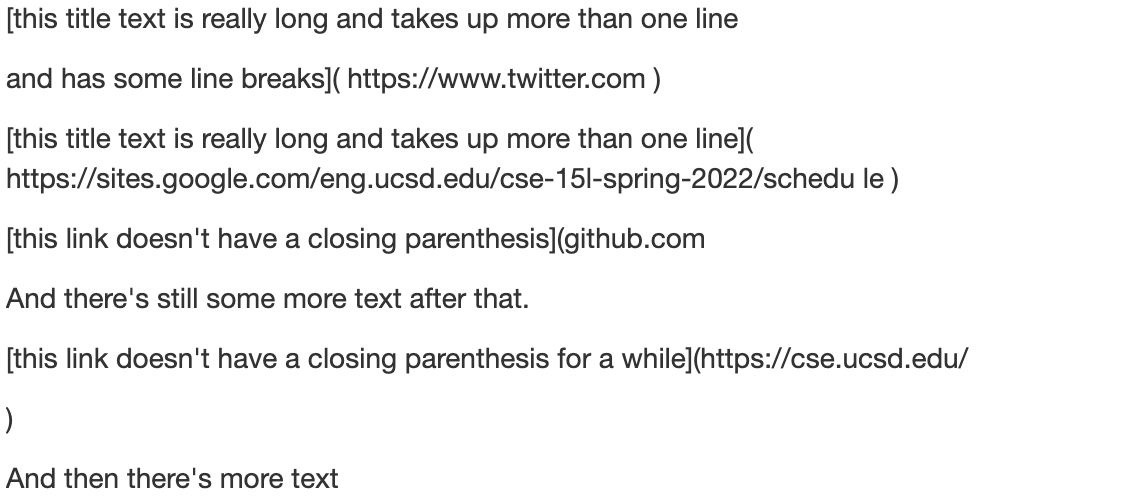 [this title text is really long and takes up more than one line
and has some line breaks]( https://www.twitter.com )
[this title text is really long and takes up more than one line](
https://sites.google.com/eng.ucsd.edu/cse-15l-spring-2022/schedu le )
[this link doesn't have a closing parenthesis](github.com
And there's still some more text after that.
[this link doesn't have a closing parenthesis for a while](https://cse.ucsd.edu/
)
And then there's more text